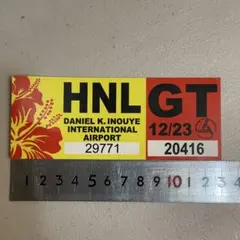 HNL GT
DANIEL K. INOUYE
INTERNATIONAL
AIRPORT
29771
12/23
20416
1 2 3 4 5 6 7 8 9 10 1 2 3 4